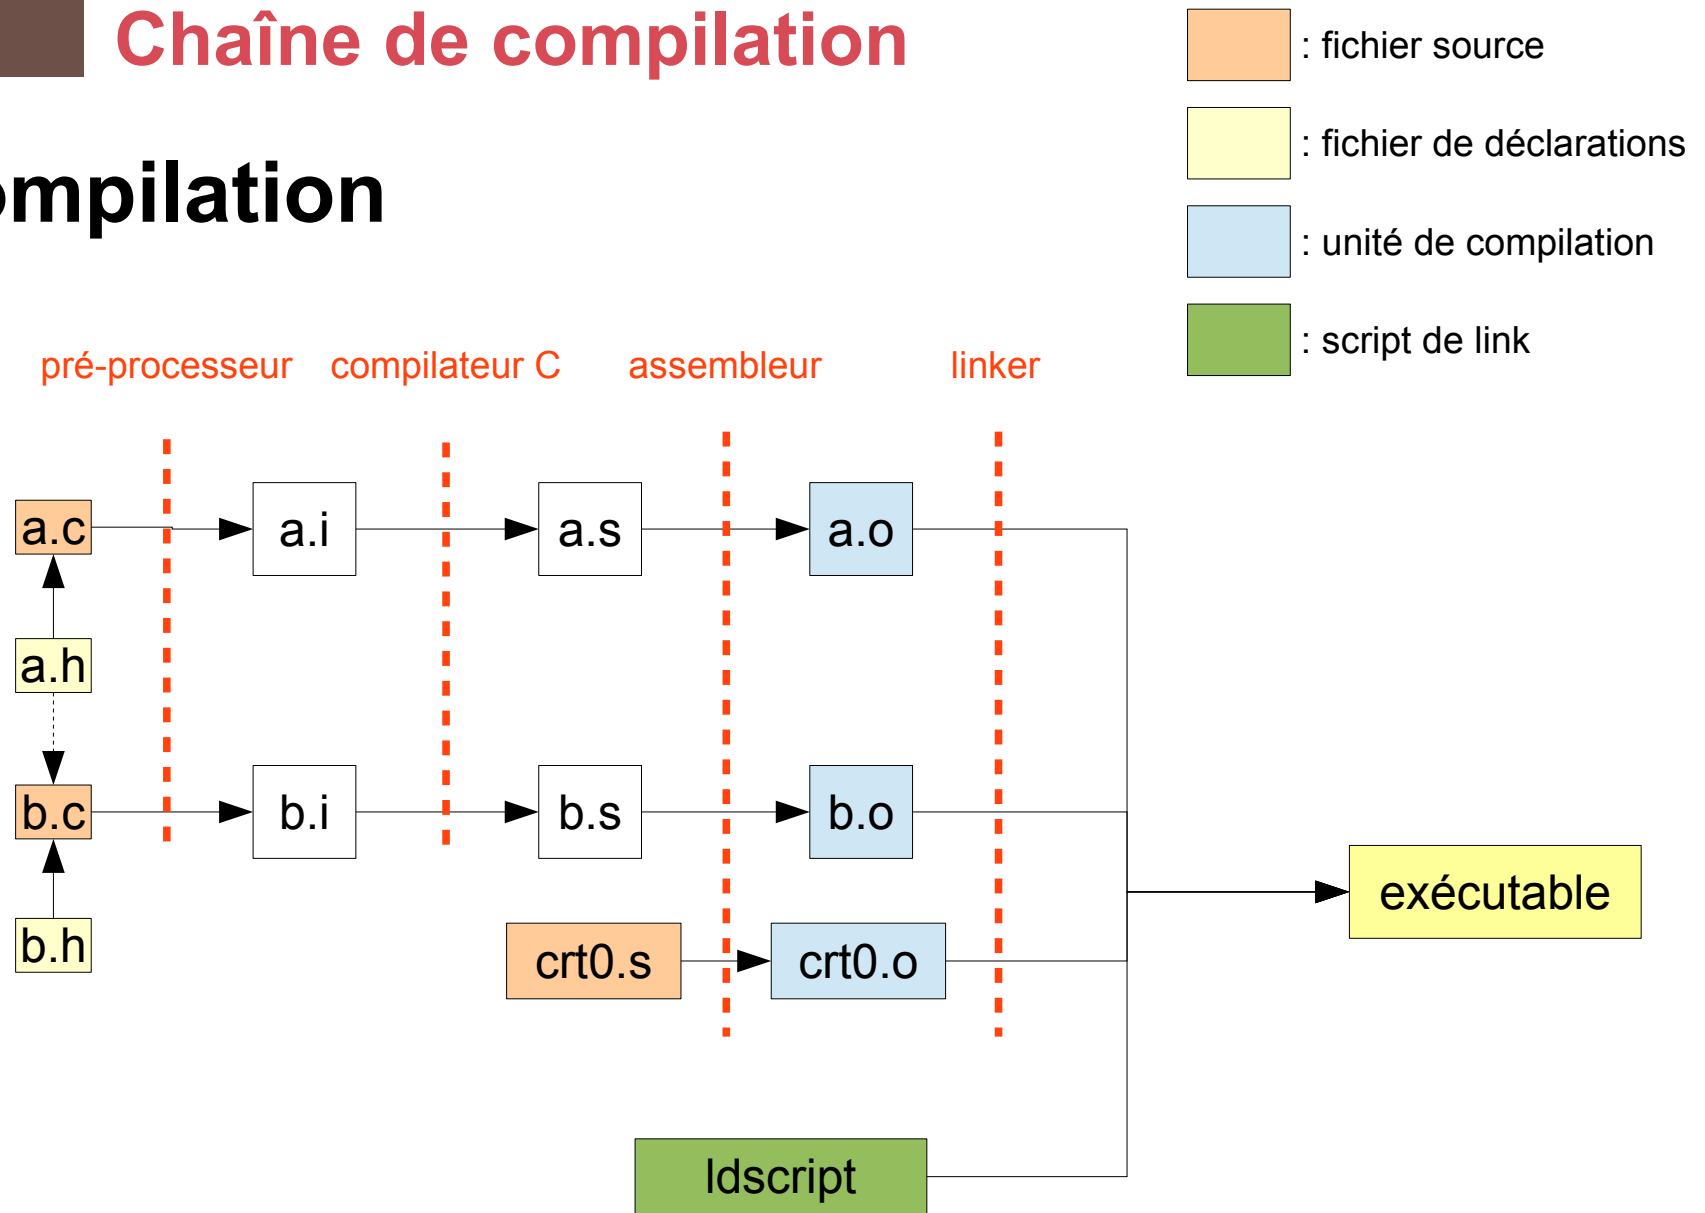 Chaîne de compilation
: fichier source
: fichier de déclarations
ompilation
: unité de compilation
: script de link
pré-processeur compilateur C assembleur linker
a.c a.i a.s a.o
a.h
b.c b.i b.s b.o
exécutable
b.h crt0.s crt0.o
ldscript